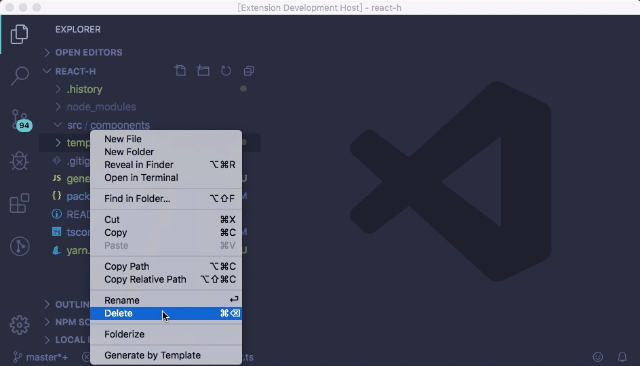 [Extension Development Host] - react-h
EXPLORER
OPEN EDITORS
REACT-H
.history
node_modules
src / components
94
temp
.gitig
JS gene
{ } pack M
READ
TS tscon M
yarn. M
New File
New Folder
Reveal in Finder ⌥⌘R
Open in Terminal
Find in Folder... ⌥⇧F
Cut ⌘X
Copy ⌘C
Paste ⌘V
Copy Path ⌥⌘C
Copy Relative Path ⌥⇧⌘C
Rename ⏎
Delete ⌘⌫
Folderize
Generate by Template
OUTLIN
NPM SC
LOCAL
master*+
.ts